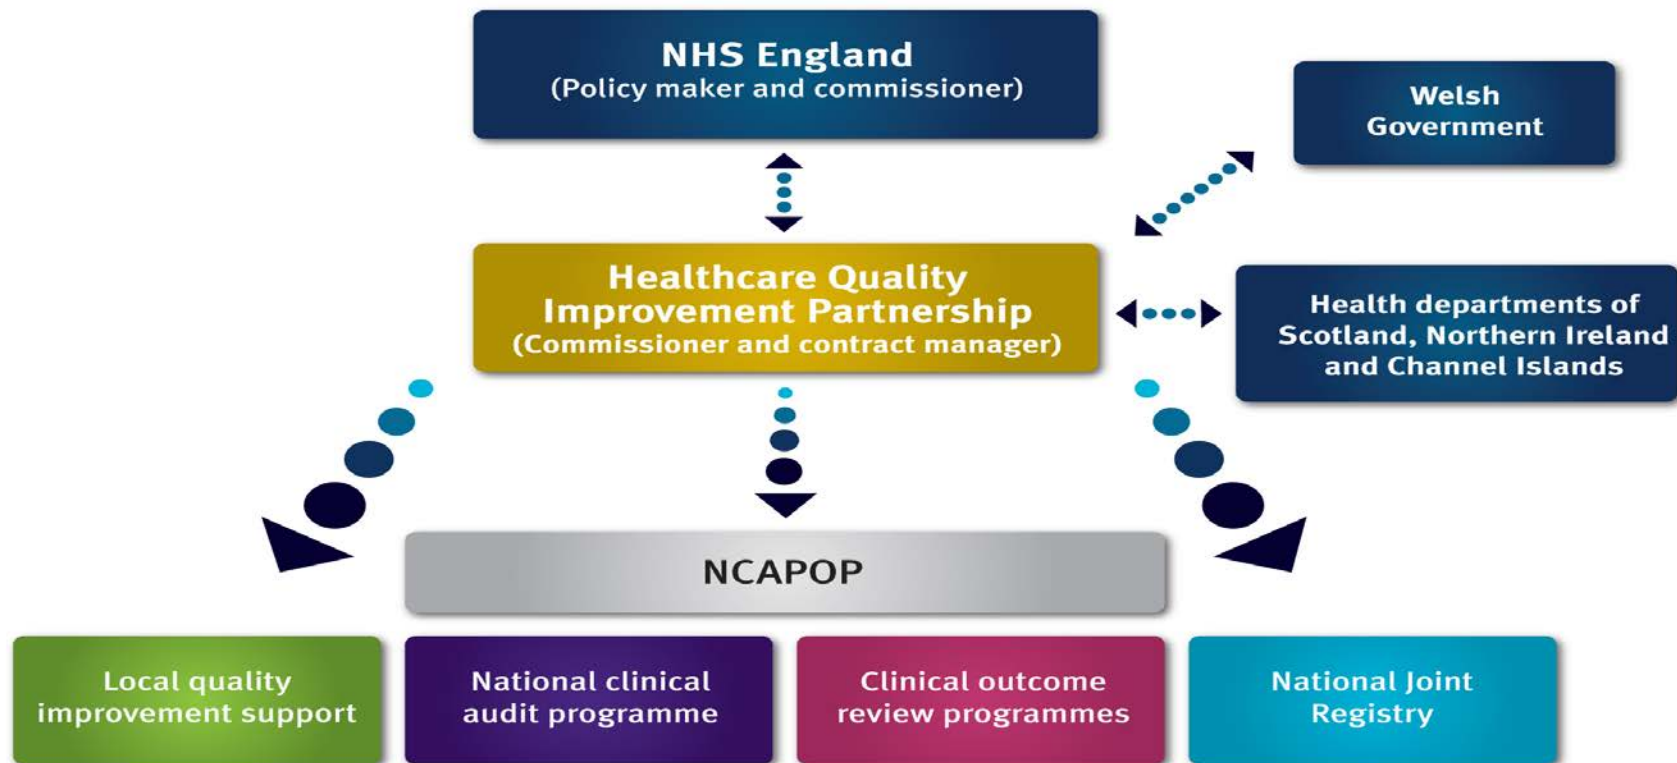 NHS England
(Policy maker and commissioner)
Welsh
Government
Healthcare Quality
Improvement Partnership
(Commissioner and contract manager)
Health departments of
Scotland, Northern Ireland
and Channel Islands
NCAPOP
Local quality
improvement support
National clinical
audit programme
Clinical outcome
review programmes
National Joint
Registry